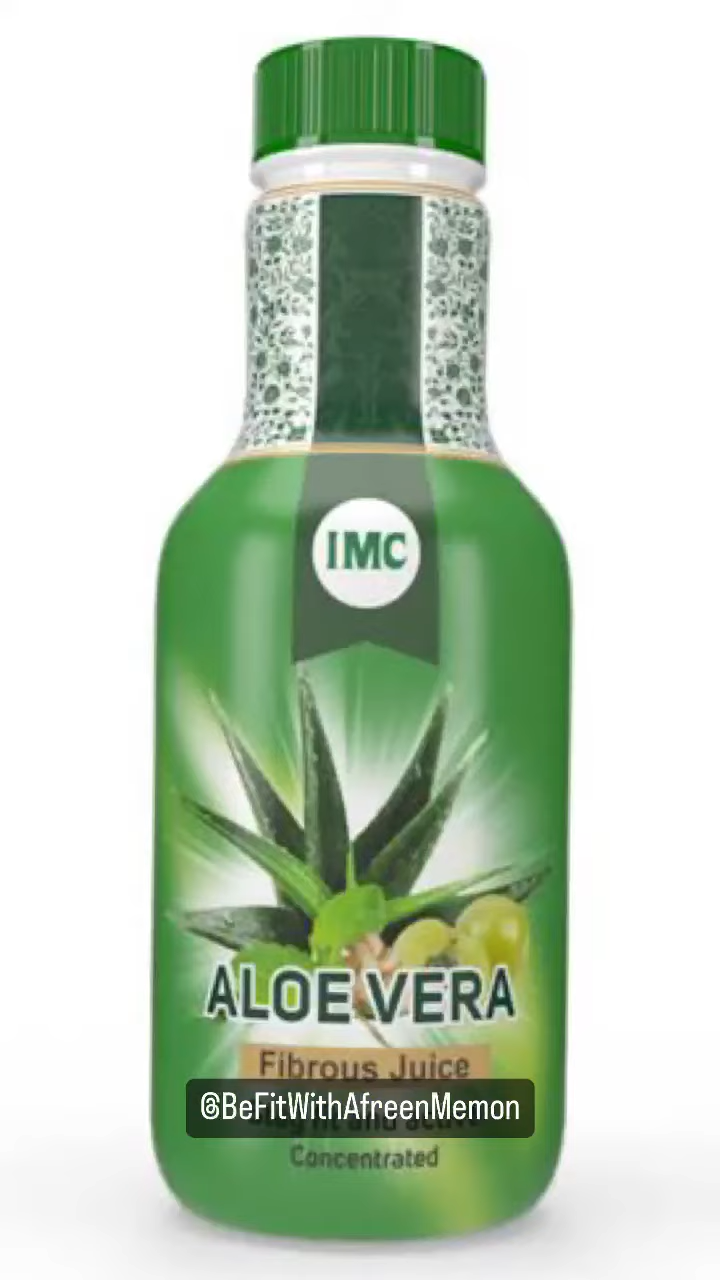 IMC
ALOE VERA
Fibrous Juice
@BeFitWithAfreenMemon
Concentrated